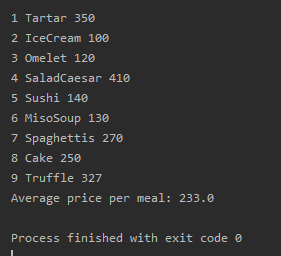 1 Tartar 350
2 IceCream 100
3 Omelet 120
4 SaladCaesar 410
5 Sushi 140
6 MisoSoup 130
7 Spaghettis 270
8 Cake 250
9 Truffle 327
Average price per meal: 233.0
Process finished with exit code 0